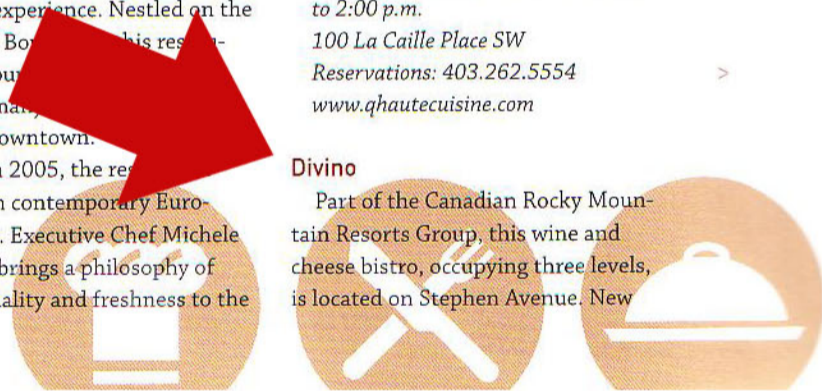 experience. Nestled on the
his
owntown.
2005, the
contemporary Euro-
. Executive Chef Michele
brings a philosophy of
ality and freshness to the
to 2:00 p.m.
100 La Caille Place SW
Reservations: 403.262.5554
www.qhautecuisine.com
>
Divino
Part of the Canadian Rocky Moun-
tain Resorts Group, this wine and
cheese bistro, occupying three levels,
is located on Stephen Avenue. New